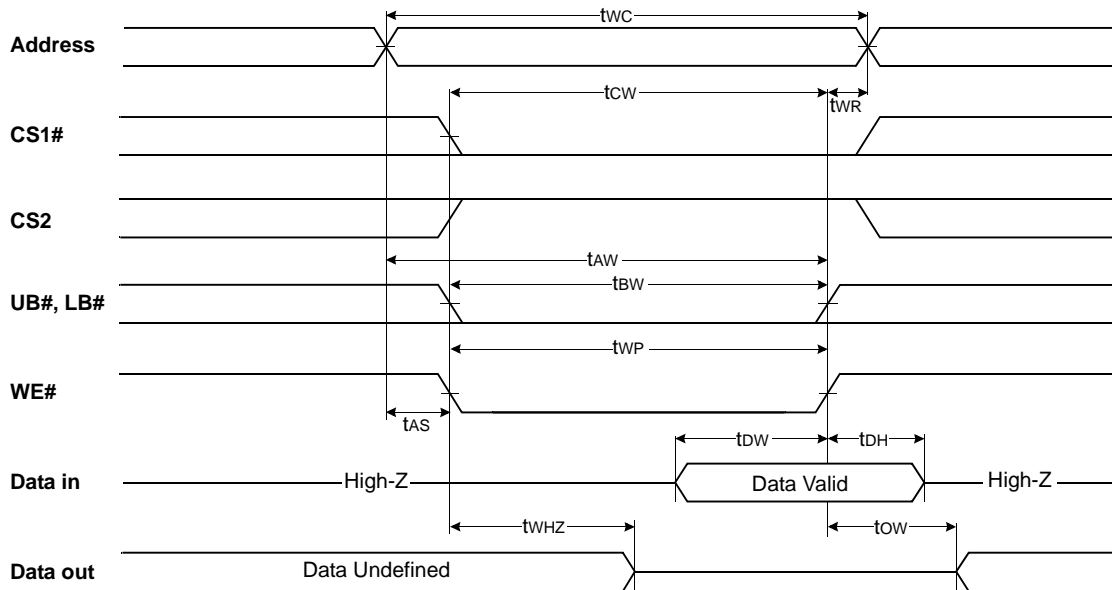 tWC
Address
tCW
tWR
CS1#
CS2
tAW
tBW
UB#, LB#
tWP
WE#
tAS
tDW
tDH
Data in
High-Z
Data Valid
High-Z
tWHZ
tOW
Data out
Data Undefined